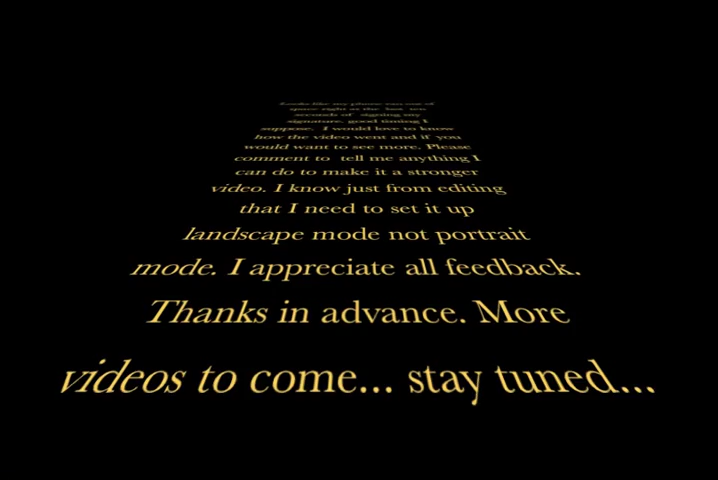 Looks like my phone ran out of
space right as the last ten
seconds of signing my
signature. good timing I
suppose. I would love to know
how the video went and if you
would want to see more. Please
comment to tell me anything I
can do to make it a stronger
video. I know just from editing
that I need to set it up
landscape mode not portrait
mode. I appreciate all feedback.
Thanks in advance. More
videos to come... stay tuned...